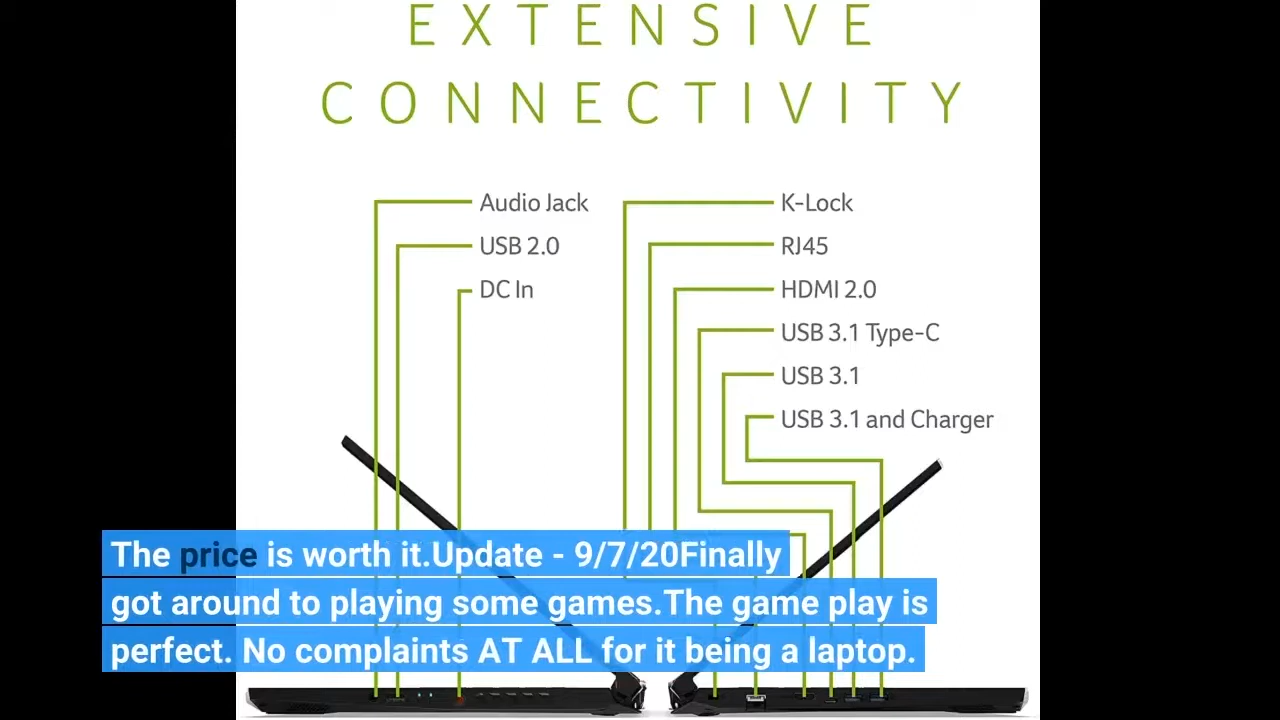 EXTENSIVE
CONNECTIVITY
Audio Jack
USB 2.0
DC In
K-Lock
RJ45
HDMI 2.0
USB 3.1 Type-C
USB 3.1
USB 3.1 and Charger
The price is worth it.Update - 9/7/20Finally
got around to playing some games.The game play is
perfect. No complaints AT ALL for it being a laptop.